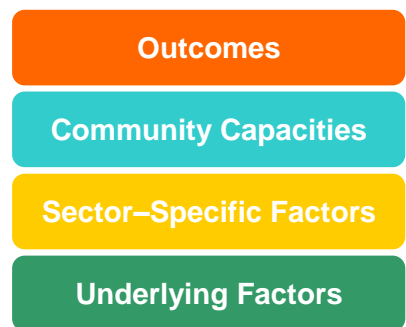 Outcomes
Community Capacities
Sector–Specific Factors
Underlying Factors